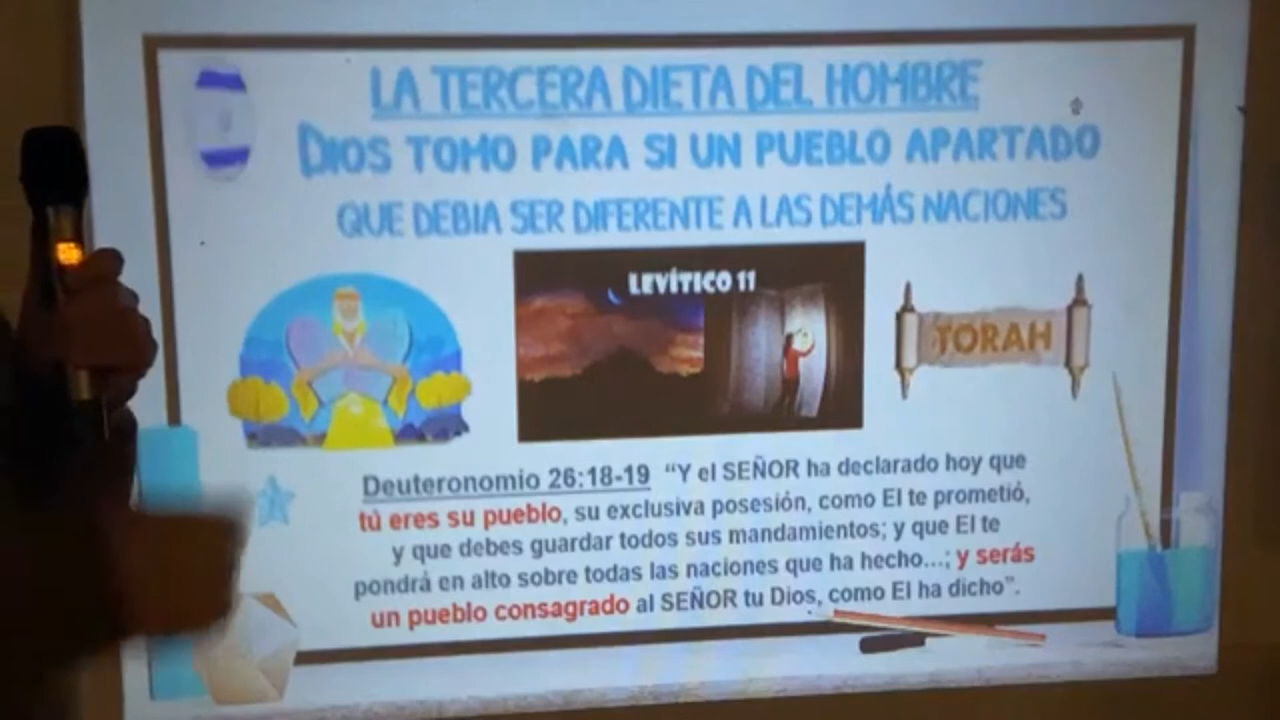 LA TERCERA DIETA DEL HOMBRE
DIOS TOMO PARA SI UN PUEBLO APARTADO
QUE DEBIA SER DIFERENTE A LAS DEMÁS NACIONES
LEVÍTICO 11
TORAH
Deuteronomio 26:18-19 “Y el SEÑOR ha declarado hoy que
tú eres su pueblo, su exclusiva posesión, como El te prometió,
y que debes guardar todos sus mandamientos; y que El te
pondrá en alto sobre todas las naciones que ha hecho...; y serás
un pueblo consagrado al SEÑOR tu Dios, como El ha dicho”.